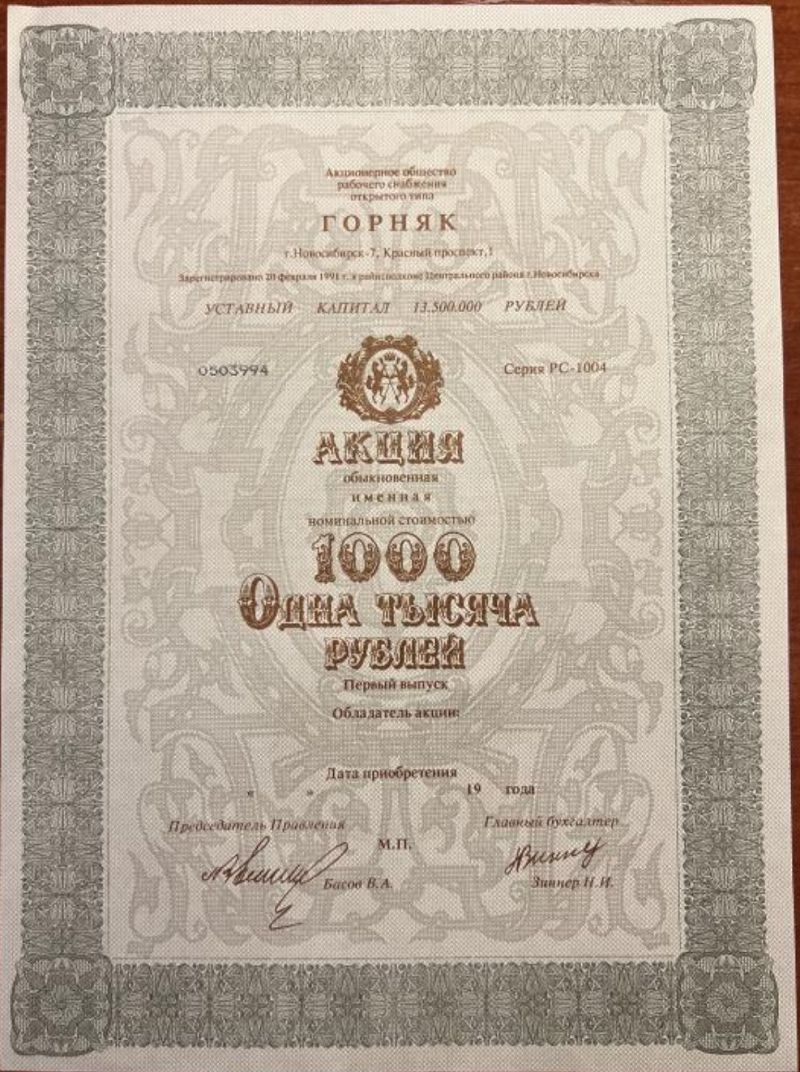 Акционерное общество
рабочего снабжения
открытого типа
ГОРНЯК
г.Новосибирск-7, Красный проспект,1
Зарегистрировано 20 февраля 1991 г. в райисполкоме Центрального района г.Новосибирска
УСТАВНЫЙ КАПИТАЛ 13.500.000 РУБЛЕЙ
0503994 Серия РС-1004
АКЦИЯ
обыкновенная
именная
номинальной стоимостью
1000
ОДНА ТЫСЯЧА
РУБЛЕЙ
Первый выпуск
Обладатель акции:
Дата приобретения
« » 19 года
Председатель Правления Главный бухгалтер
М.П.
Басов В.А. Зиннер Н.И.